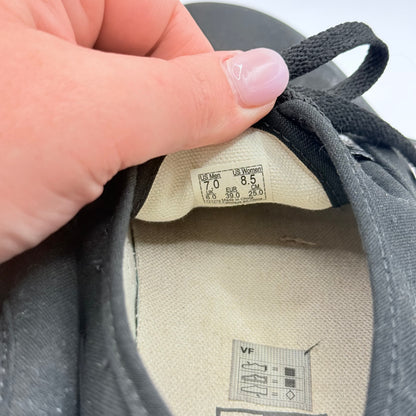 US Men US Women
7.0 8.5
UK EUR CM
6.0 39.0 25.0
VF